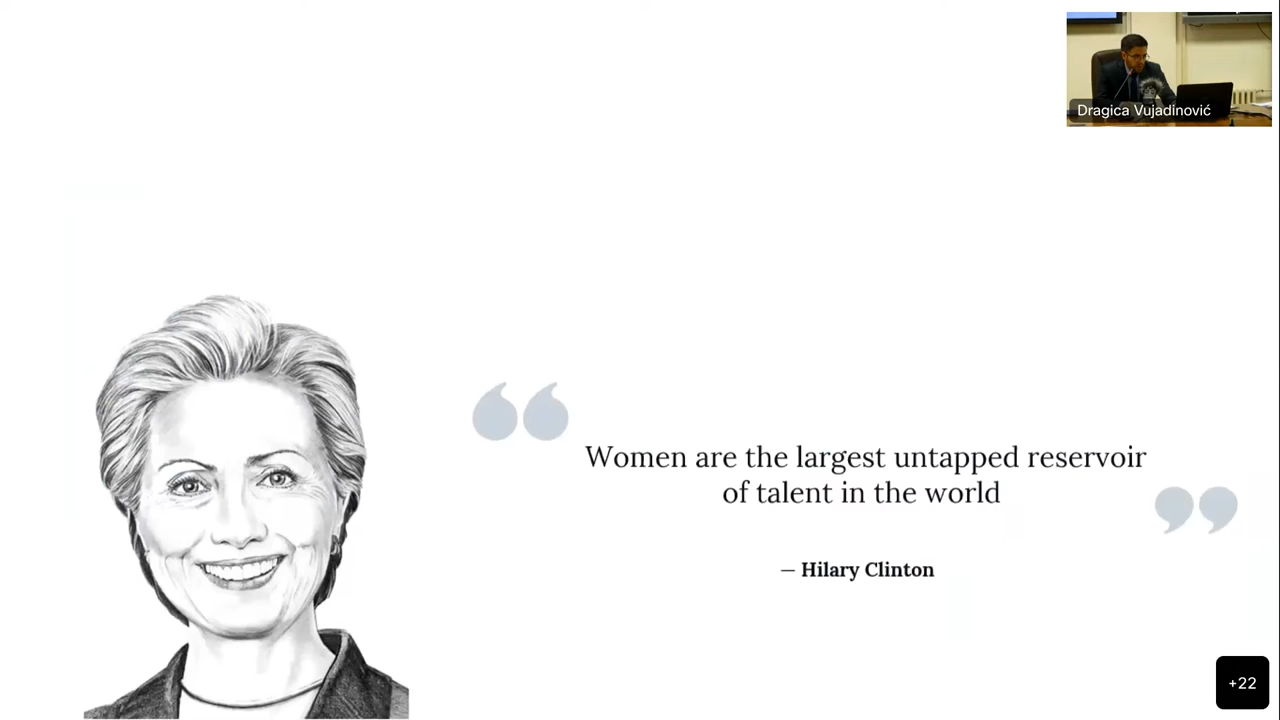 Dragica Vujadinović
“
Women are the largest untapped reservoir
of talent in the world
”
— Hilary Clinton
+22